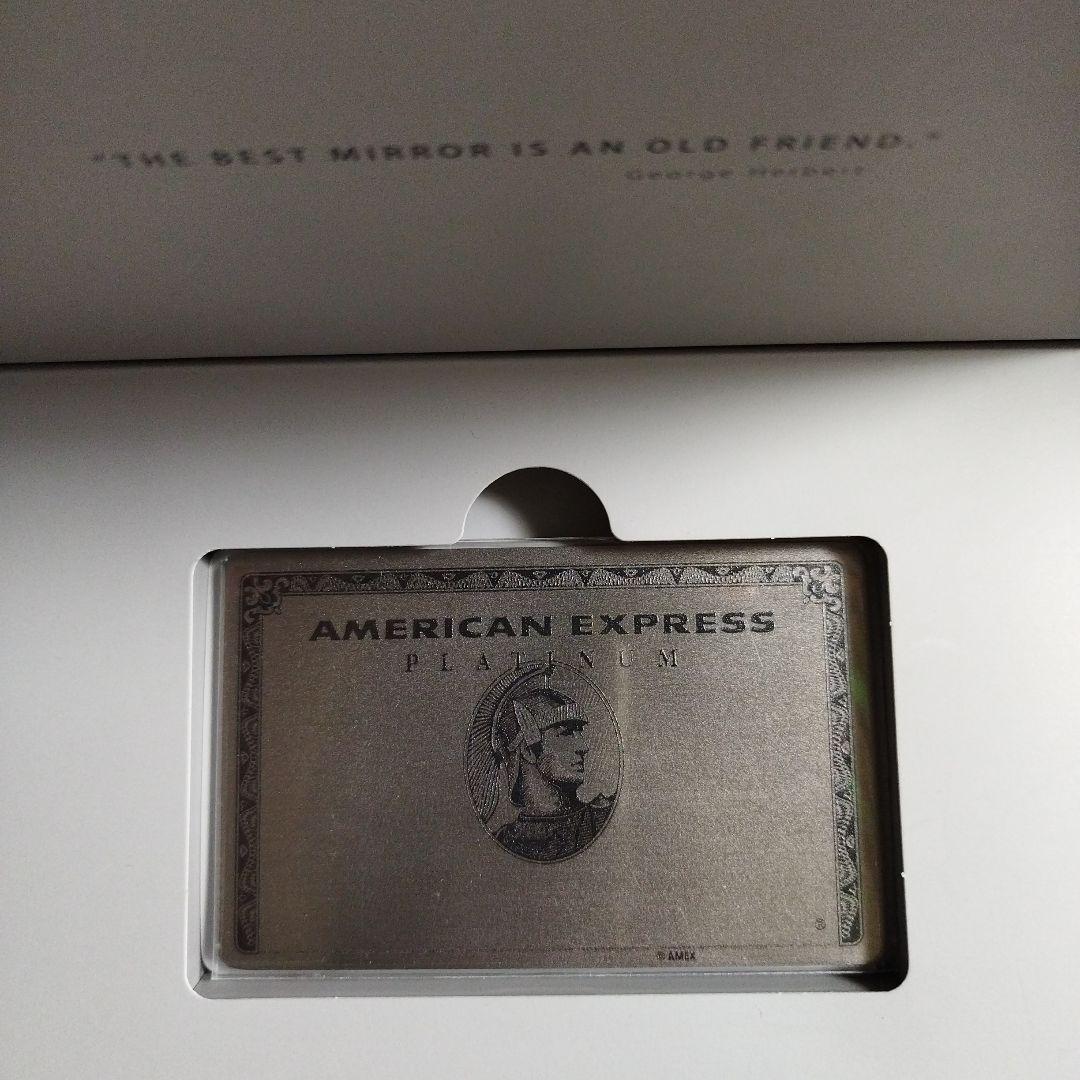 "THE BEST MIRROR IS AN OLD FRIEND."
George Herbert
AMERICAN EXPRESS
PLATINUM
®
© AMEX